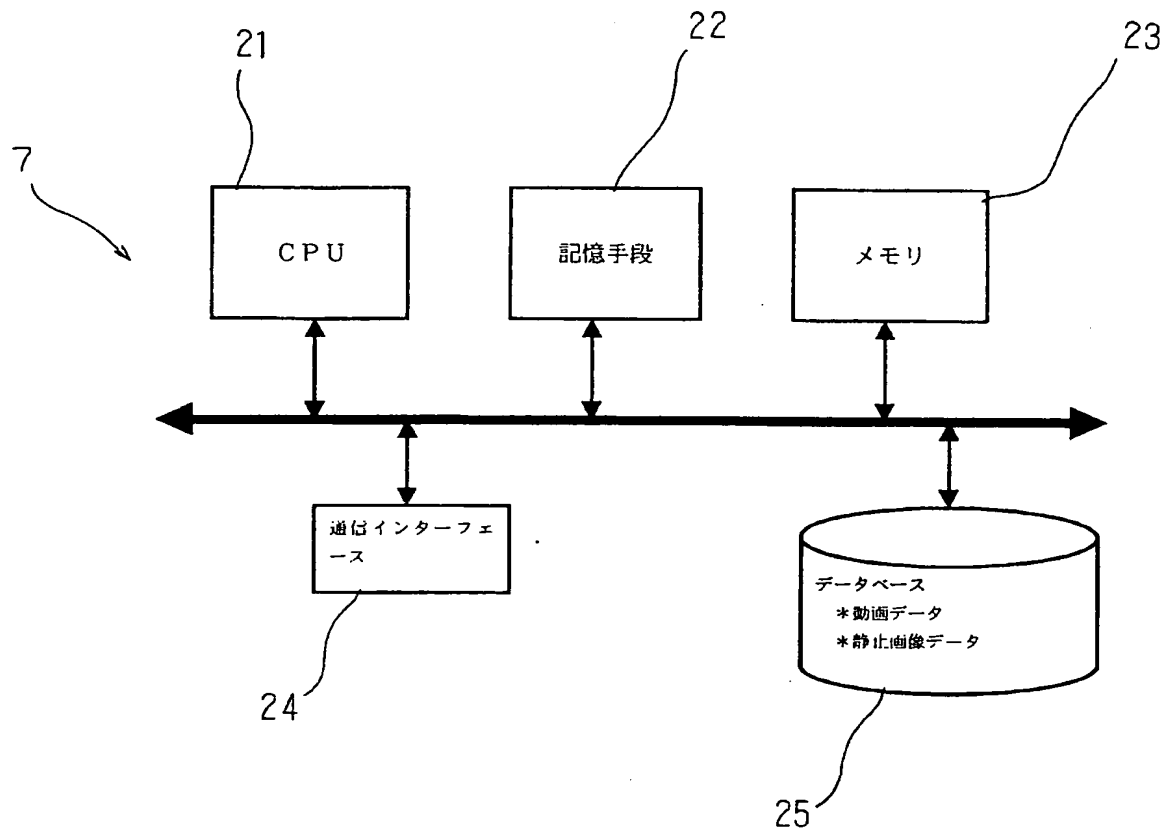 21
22
23
7
CPU
記憶手段
メモリ
通信インターフェ
ース
データベース
*動画データ
*静止画像データ
24
25